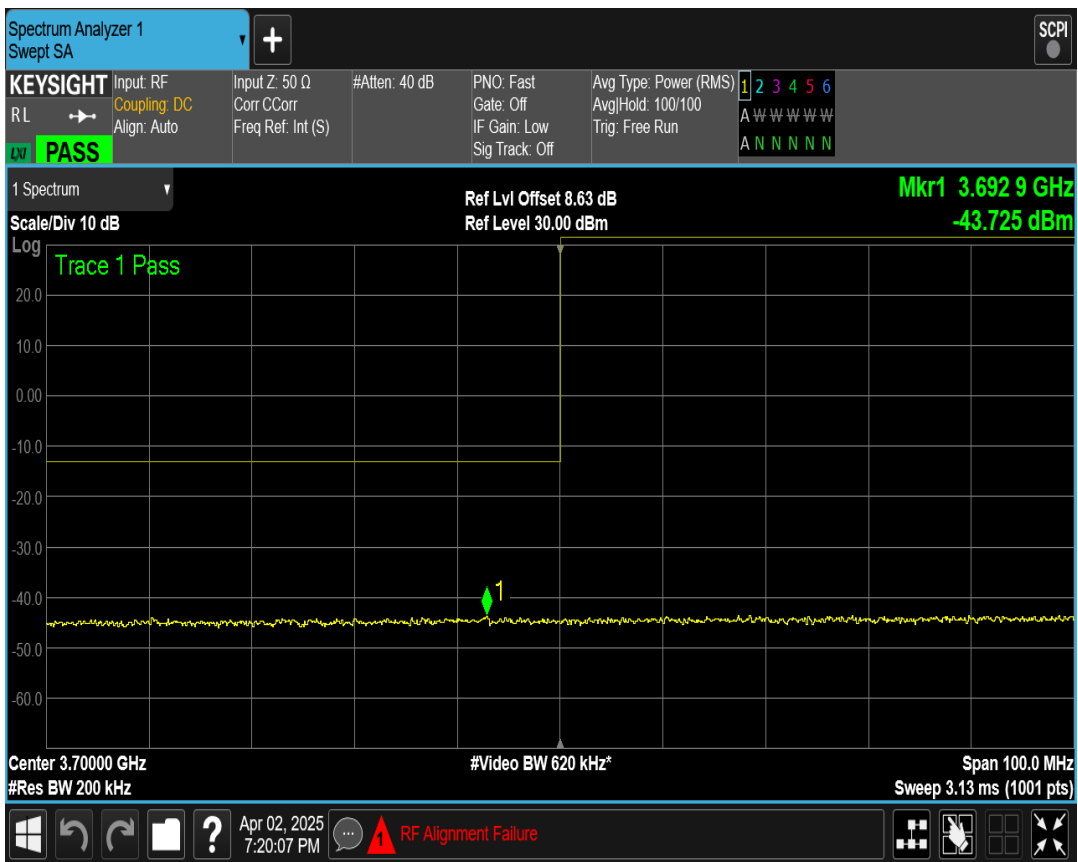 Spectrum Analyzer 1
Swept SA
+
SCPI
KEYSIGHT
RL
LXI PASS
Input: RF
Coupling: DC
Align: Auto
Input Z: 50 Ω
Corr CCorr
Freq Ref: Int (S)
#Atten: 40 dB
PNO: Fast
Gate: Off
IF Gain: Low
Sig Track: Off
Avg Type: Power (RMS)
Avg|Hold: 100/100
Trig: Free Run
1 2 3 4 5 6
A W W W W W
A N N N N N
1 Spectrum
Scale/Div 10 dB
Ref Lvl Offset 8.63 dB
Ref Level 30.00 dBm
Mkr1 3.692 9 GHz
-43.725 dBm
Log
Trace 1 Pass
20.0
10.0
0.00
-10.0
-20.0
-30.0
-40.0
1
-50.0
-60.0
Center 3.70000 GHz
#Video BW 620 kHz*
Span 100.0 MHz
#Res BW 200 kHz
Sweep 3.13 ms (1001 pts)
?
Apr 02, 2025
7:20:07 PM
1
RF Alignment Failure